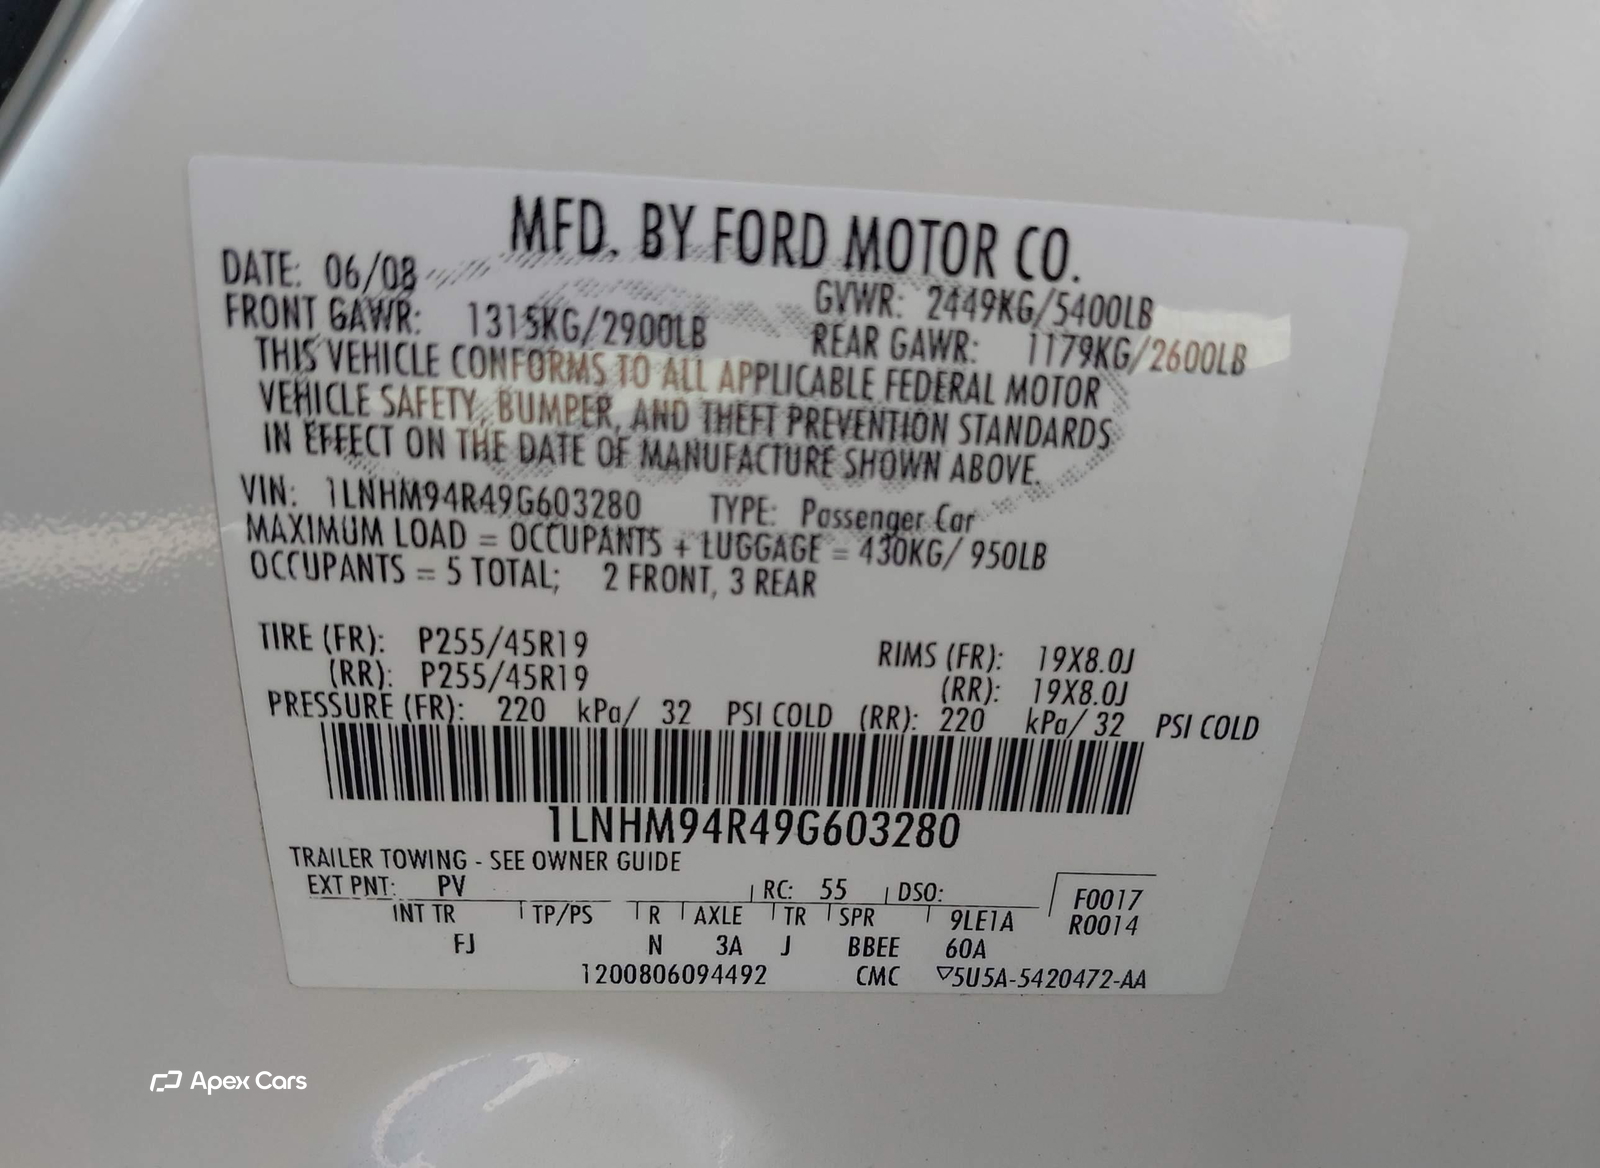 MFD. BY FORD MOTOR CO.
DATE: 06/08 GVWR: 2449KG/5400LB
FRONT GAWR: 1315KG/2900LB REAR GAWR: 1179KG/2600LB
THIS VEHICLE CONFORMS TO ALL APPLICABLE FEDERAL MOTOR
VEHICLE SAFETY, BUMPER, AND THEFT PREVENTION STANDARDS
IN EFFECT ON THE DATE OF MANUFACTURE SHOWN ABOVE.
VIN: 1LNHM94R49G603280 TYPE: Passenger Car
MAXIMUM LOAD = OCCUPANTS + LUGGAGE = 430KG/ 950LB
OCCUPANTS = 5 TOTAL; 2 FRONT, 3 REAR
TIRE (FR): P255/45R19 RIMS (FR): 19X8.0J
(RR): P255/45R19 (RR): 19X8.0J
PRESSURE (FR): 220 kPa/ 32 PSI COLD (RR): 220 kPa/ 32 PSI COLD
1LNHM94R49G603280
TRAILER TOWING - SEE OWNER GUIDE
EXT PNT: PV RC: 55 DSO: F0017
INT TR TP/PS R AXLE TR SPR 9LE1A R0014
FJ N 3A J BBEE 60A
1200806094492 CMC ▽5U5A-5420472-AA
Apex Cars